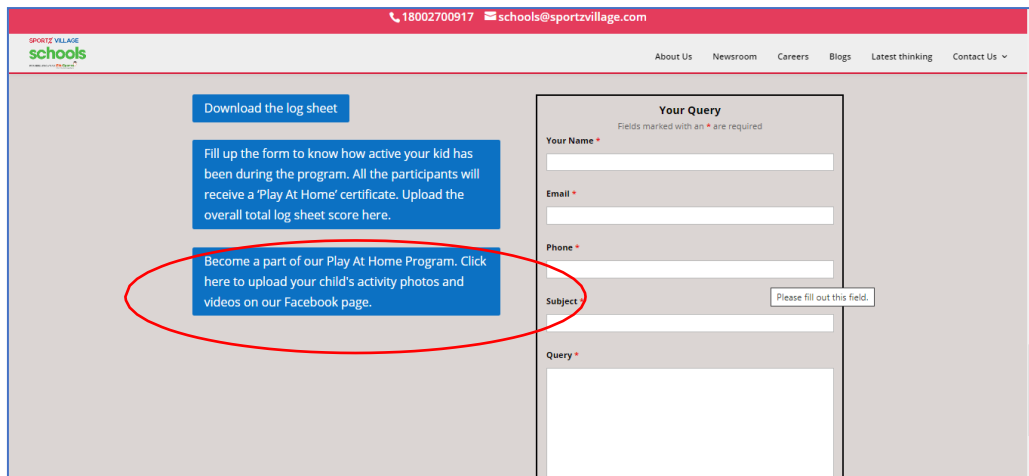 18002700917 schools@sportzvillage.com
SPORTZ VILLAGE
schools
About Us Newsroom Careers Blogs Latest thinking Contact Us
Download the log sheet
Fill up the form to know how active your kid has
been during the program. All the participants will
receive a ‘Play At Home’ certificate. Upload the
overall total log sheet score here.
Become a part of our Play At Home Program. Click
here to upload your child's activity photos and
videos on our Facebook page.
Your Query
Fields marked with an * are required
Your Name *
Email *
Phone *
Please fill out this field.
Subject *
Query *